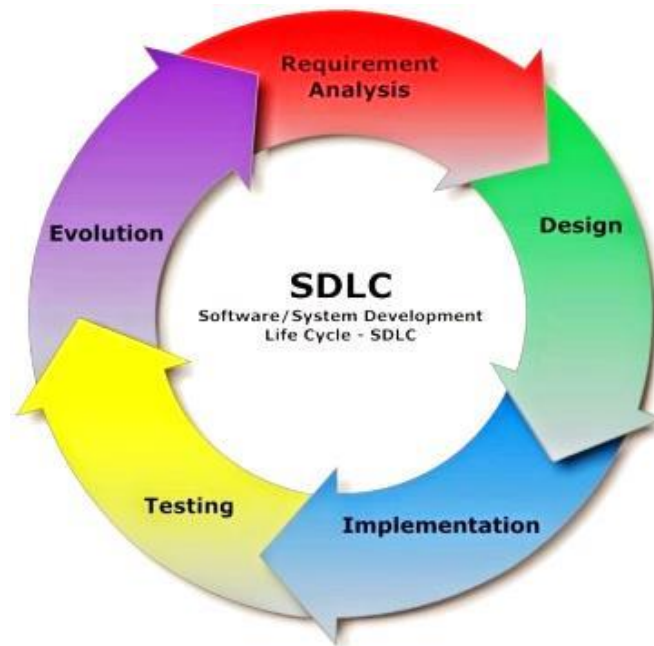 Requirement
Analysis
Design
Implementation
Testing
Evolution
SDLC
Software/System Development
Life Cycle - SDLC